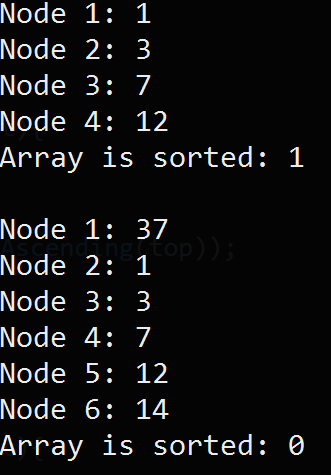 Node 1: 1
Node 2: 3
Node 3: 7
Node 4: 12
Array is sorted: 1
Node 1: 37
Ascending(top));
Node 2: 1
Node 3: 3
Node 4: 7
Node 5: 12
Node 6: 14
Array is sorted: 0